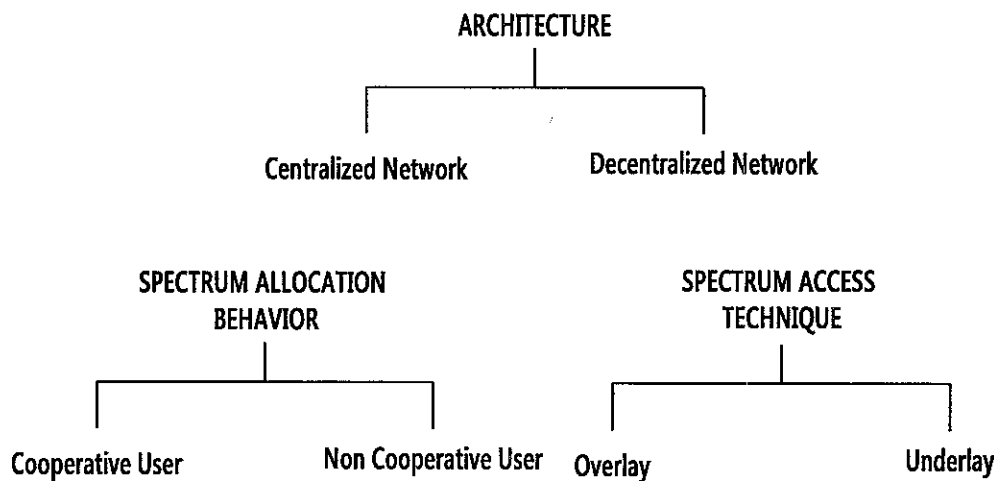 ARCHITECTURE
Centralized Network
Decentralized Network
SPECTRUM ALLOCATION
BEHAVIOR
SPECTRUM ACCESS
TECHNIQUE
Cooperative User
Non Cooperative User
Overlay
Underlay